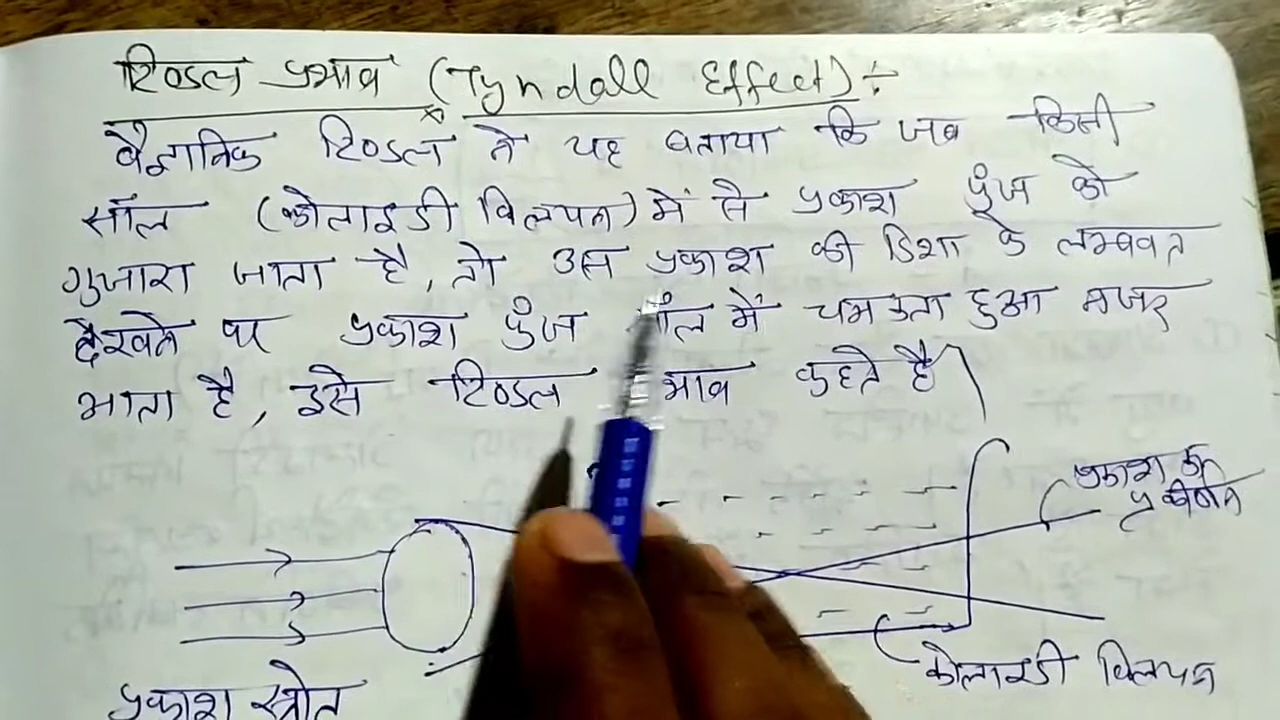 टिण्डल प्रभाव (Tyndall Effect) :-
वैज्ञानिक टिण्डल ने यह बताया कि जब किसी
सॉल (कोलाइडी विलयन) में से प्रकाश पुंज को
गुजारा जाता है, तो उस प्रकाश की दिशा के लम्बवत
देखने पर प्रकाश पुंज में चमकता हुआ नजर
आता है, इसे टिण्डल कहते है
प्रकाश का
प्रकीर्णन
कोलाइडी विलयन
प्रकाश स्त्रोत